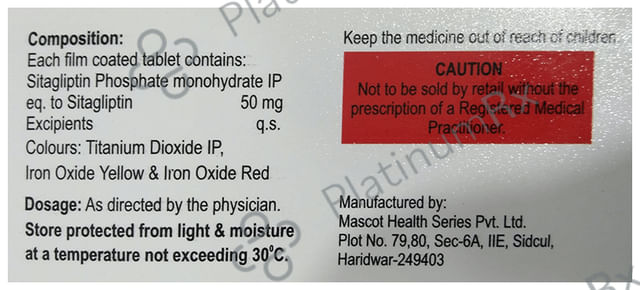 Composition:
Each film coated tablet contains:
Sitagliptin Phosphate monohydrate IP
eq. to Sitagliptin 50 mg
Excipients q.s.
Colours: Titanium Dioxide IP,
Iron Oxide Yellow & Iron Oxide Red
Dosage: As directed by the physician.
Store protected from light & moisture
at a temperature not exceeding 30⁰C.
Keep the medicine out of reach of children.
CAUTION
Not to be sold by retail without the
prescription of a Registered Medical
Practitioner.
Manufactured by:
Mascot Health Series Pvt. Ltd.
Plot No. 79,80, Sec-6A, IIE, Sidcul,
Haridwar-249403
PlatinumRx